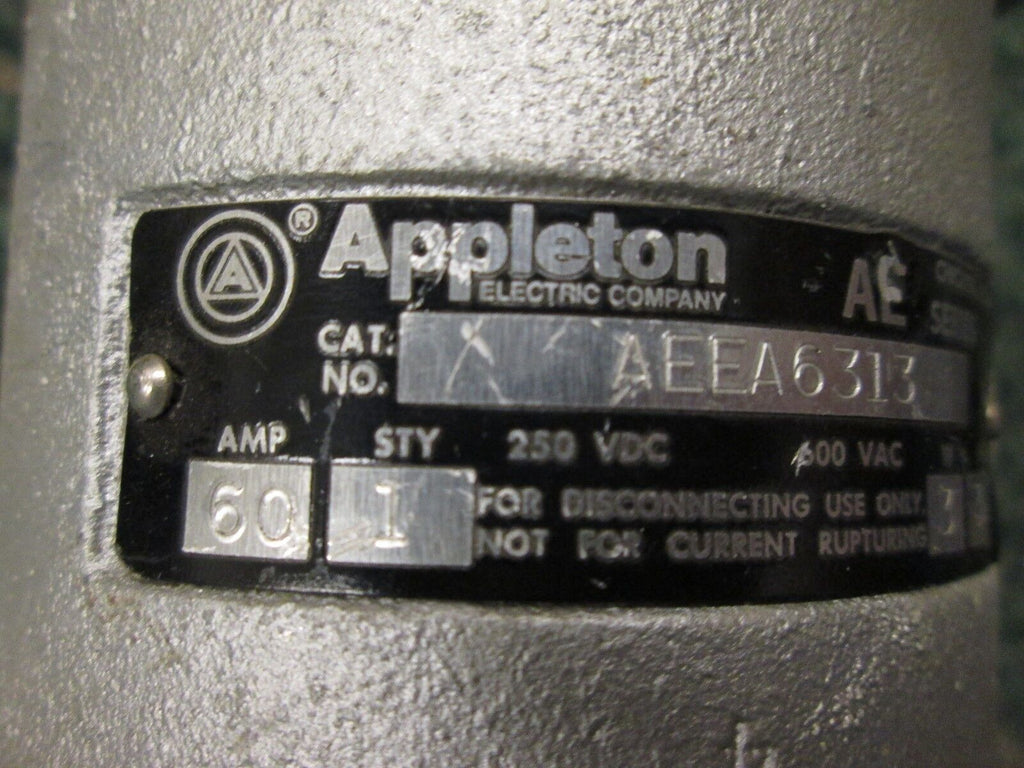 A ® Appleton
ELECTRIC COMPANY AE
CAT. NO. AEEA6313
AMP STY 250 VDC 600 VAC W
60 1 FOR DISCONNECTING USE ONLY.
NOT FOR CURRENT RUPTURING 3